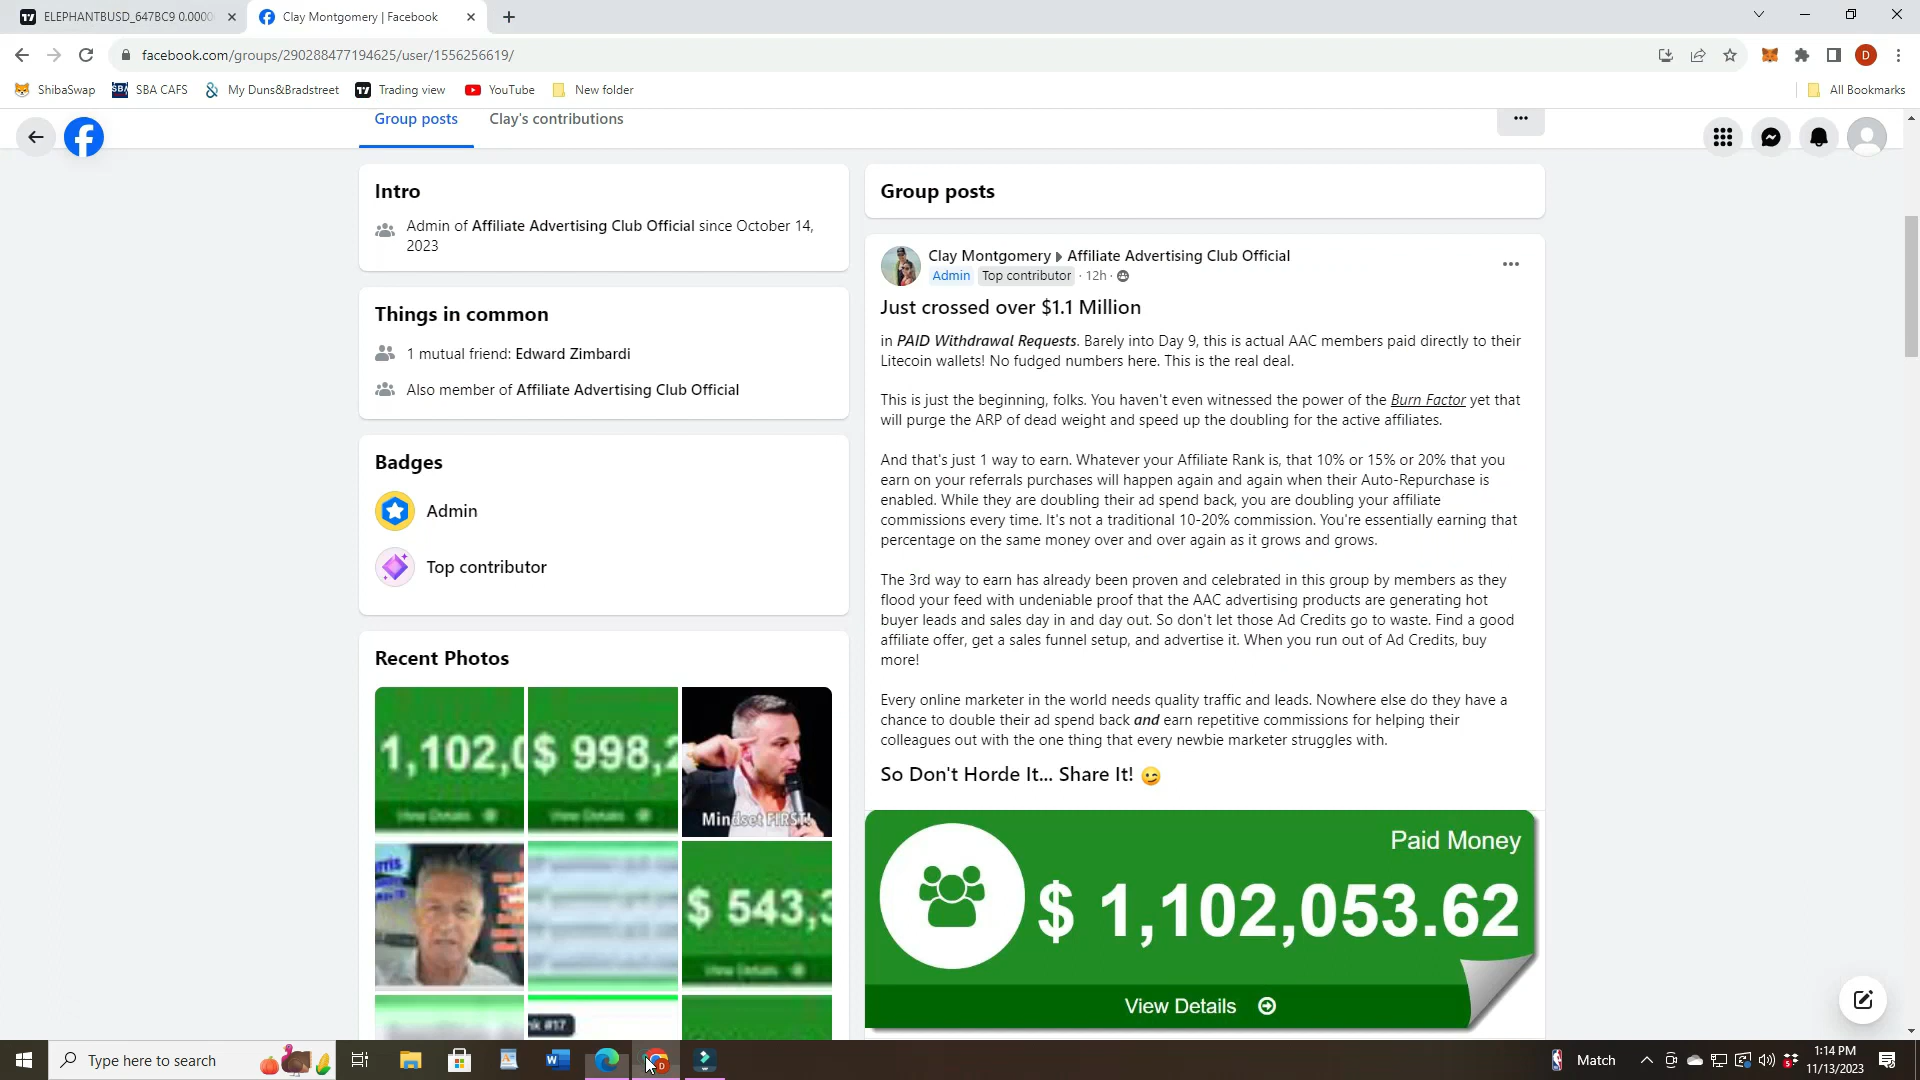 ELEPHANTBUSD_647BC9 0.0000
Clay Montgomery | Facebook
facebook.com/groups/290288477194625/user/1556256619/
D
ShibaSwap
SBA
SBA CAFS
My Duns&Bradstreet
Trading view
YouTube
New folder
All Bookmarks
Group posts
Clay's contributions
Intro
Admin of Affiliate Advertising Club Official since October 14,
2023
Things in common
1 mutual friend: Edward Zimbardi
Also member of Affiliate Advertising Club Official
Badges
Admin
Top contributor
Recent Photos
1,102,0
View Details
$ 998,2
View Details
Mindset FIRST!
$ 543,3
View Details
nk #17
Group posts
Clay Montgomery ▸ Affiliate Advertising Club Official
Admin Top contributor · 12h ·
Just crossed over $1.1 Million
in PAID Withdrawal Requests. Barely into Day 9, this is actual AAC members paid directly to their
Litecoin wallets! No fudged numbers here. This is the real deal.
This is just the beginning, folks. You haven't even witnessed the power of the Burn Factor yet that
will purge the ARP of dead weight and speed up the doubling for the active affiliates.
And that's just 1 way to earn. Whatever your Affiliate Rank is, that 10% or 15% or 20% that you
earn on your referrals purchases will happen again and again when their Auto-Repurchase is
enabled. While they are doubling their ad spend back, you are doubling your affiliate
commissions every time. It's not a traditional 10-20% commission. You're essentially earning that
percentage on the same money over and over again as it grows and grows.
The 3rd way to earn has already been proven and celebrated in this group by members as they
flood your feed with undeniable proof that the AAC advertising products are generating hot
buyer leads and sales day in and day out. So don't let those Ad Credits go to waste. Find a good
affiliate offer, get a sales funnel setup, and advertise it. When you run out of Ad Credits, buy
more!
Every online marketer in the world needs quality traffic and leads. Nowhere else do they have a
chance to double their ad spend back and earn repetitive commissions for helping their
colleagues out with the one thing that every newbie marketer struggles with.
So Don't Horde It... Share It! 😉
Paid Money
$ 1,102,053.62
View Details
Type here to search
Match
1:14 PM
11/13/2023